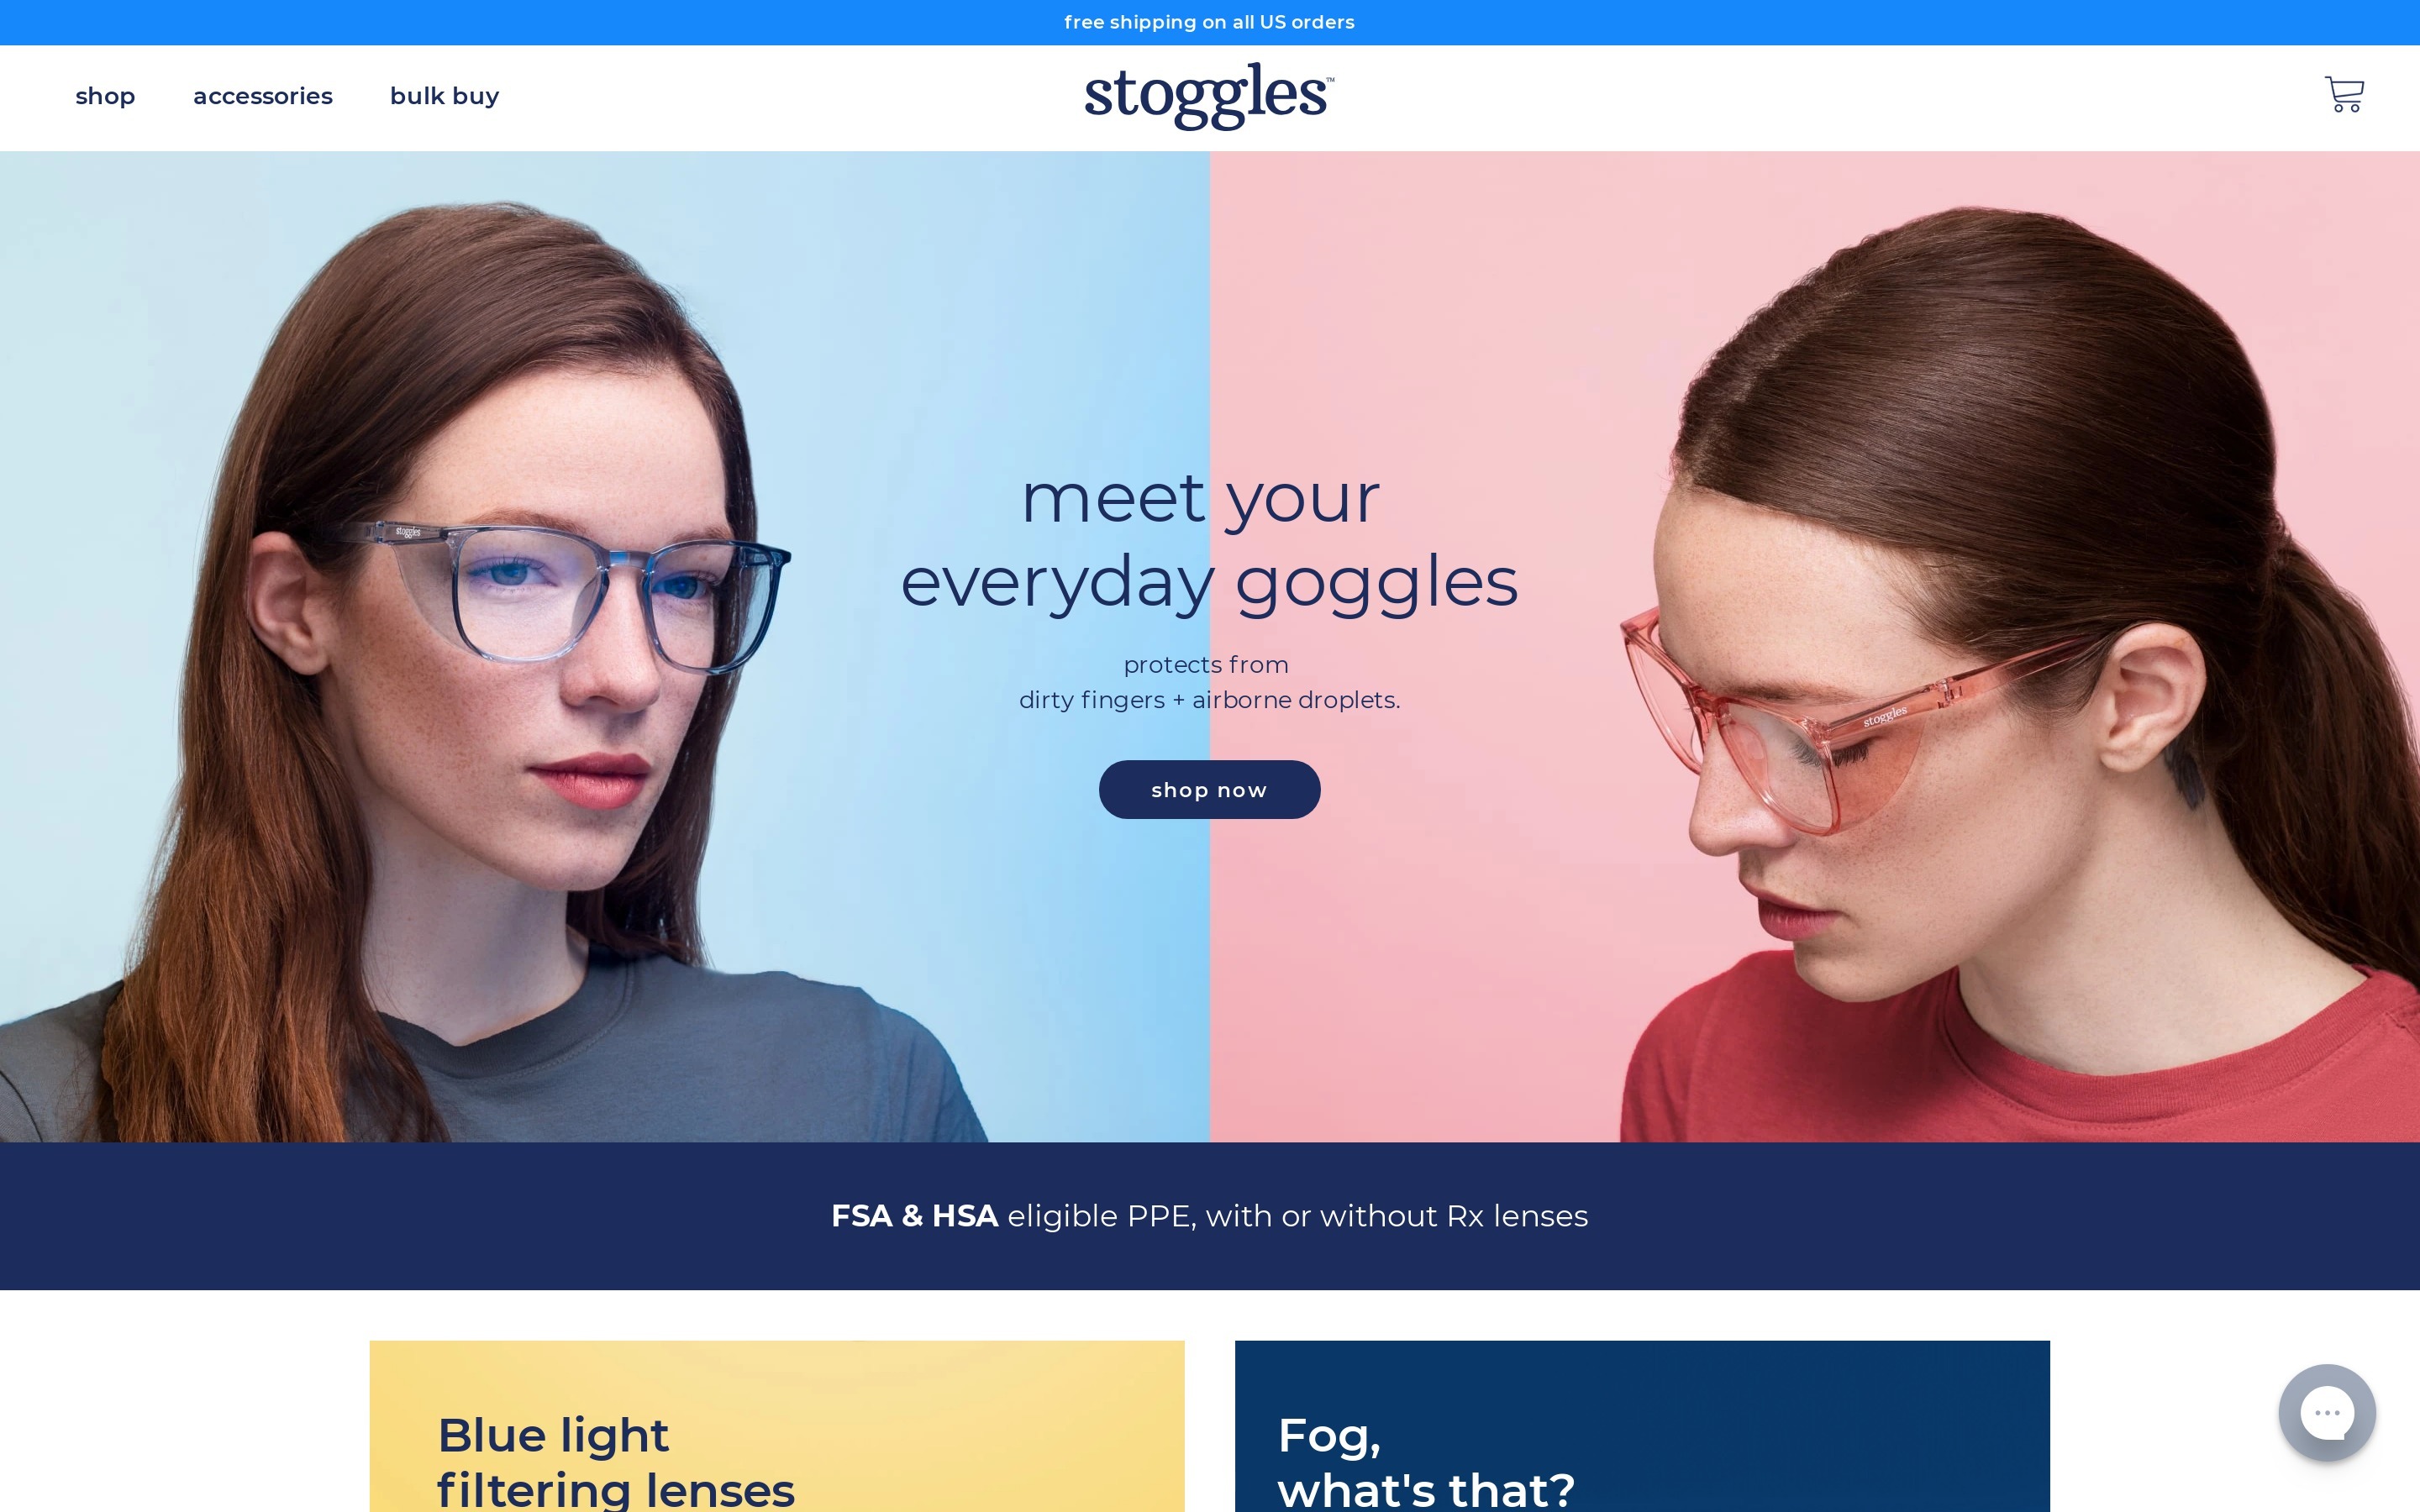 free shipping on all US orders
shop accessories bulk buy
stoggles™
meet your
everyday goggles
protects from
dirty fingers + airborne droplets.
shop now
stoggles
stoggles
FSA & HSA eligible PPE, with or without Rx lenses
Blue light
filtering lenses
Fog,
what's that?